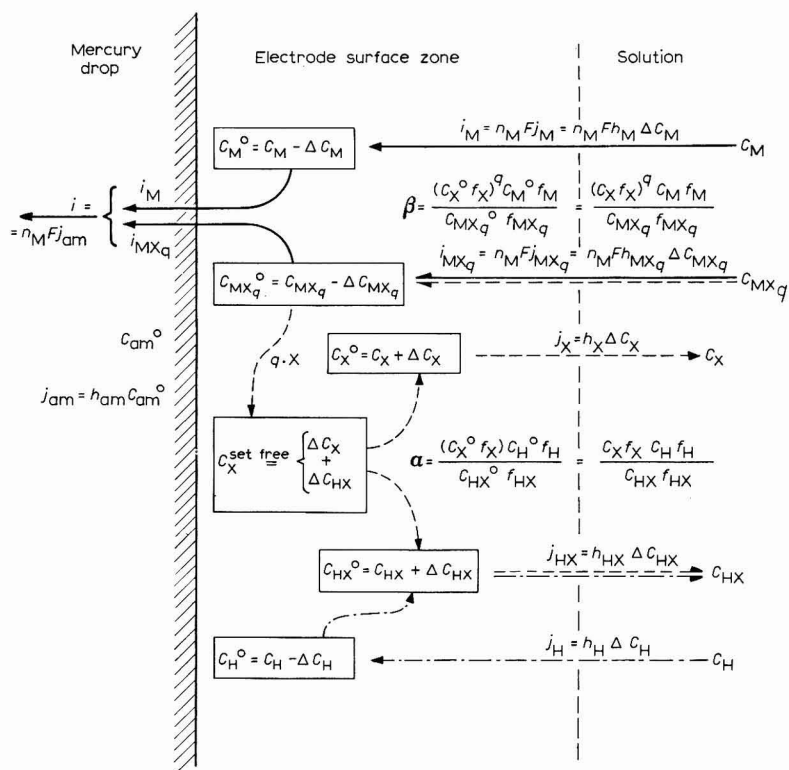 Mercury drop
Electrode surface zone
Solution
C_M° = C_M − ΔC_M
i_M = n_M F j_M = n_M F h_M ΔC_M
C_M
i =
= n_M F j_am
i_M
i_MXq
β = (C_X° f_X)^q C_M° f_M / C_MXq° f_MXq = (C_X f_X)^q C_M f_M / C_MXq f_MXq
C_MXq° = C_MXq − ΔC_MXq
i_MXq = n_M F j_MXq = n_M F h_MXq ΔC_MXq
C_MXq
C_am°
q·X
C_X° = C_X + ΔC_X
j_X = h_X ΔC_X
C_X
j_am = h_am C_am°
C_X^set free = { ΔC_X + ΔC_HX
α = (C_X° f_X) C_H° f_H / C_HX° f_HX = C_X f_X C_H f_H / C_HX f_HX
C_HX° = C_HX + ΔC_HX
j_HX = h_HX ΔC_HX
C_HX
C_H° = C_H − ΔC_H
j_H = h_H ΔC_H
C_H